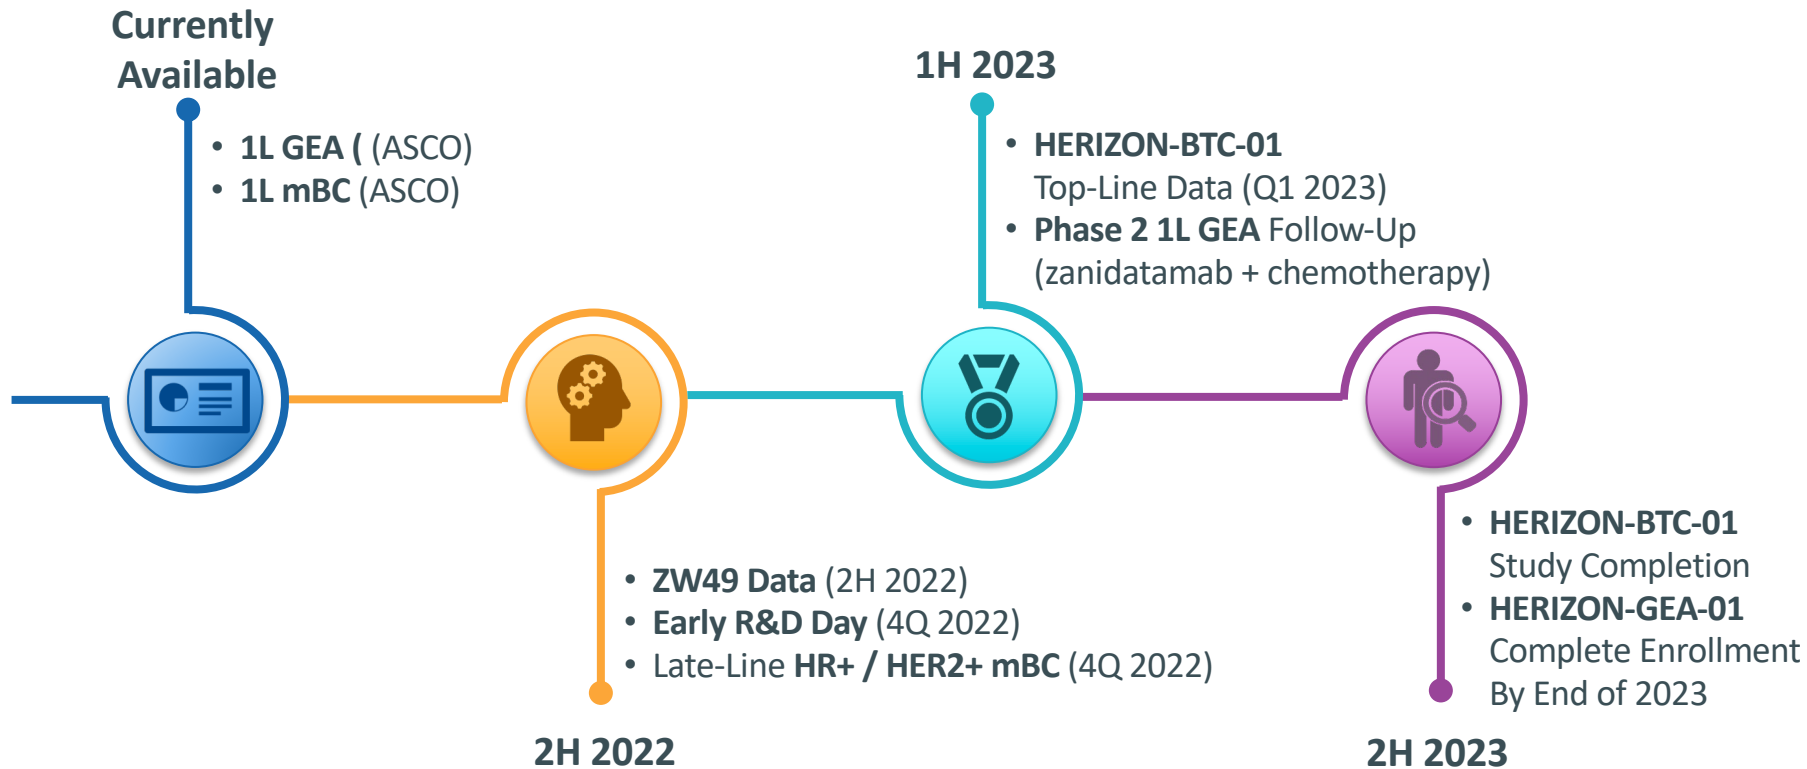 Currently
Available
• 1L GEA ( (ASCO)
• 1L mBC (ASCO)
• ZW49 Data (2H 2022)
• Early R&D Day (4Q 2022)
• Late-Line HR+ / HER2+ mBC (4Q 2022)
2H 2022
1H 2023
• HERIZON-BTC-01
Top-Line Data (Q1 2023)
• Phase 2 1L GEA Follow-Up
(zanidatamab + chemotherapy)
• HERIZON-BTC-01
Study Completion
• HERIZON-GEA-01
Complete Enrollment
By End of 2023
2H 2023